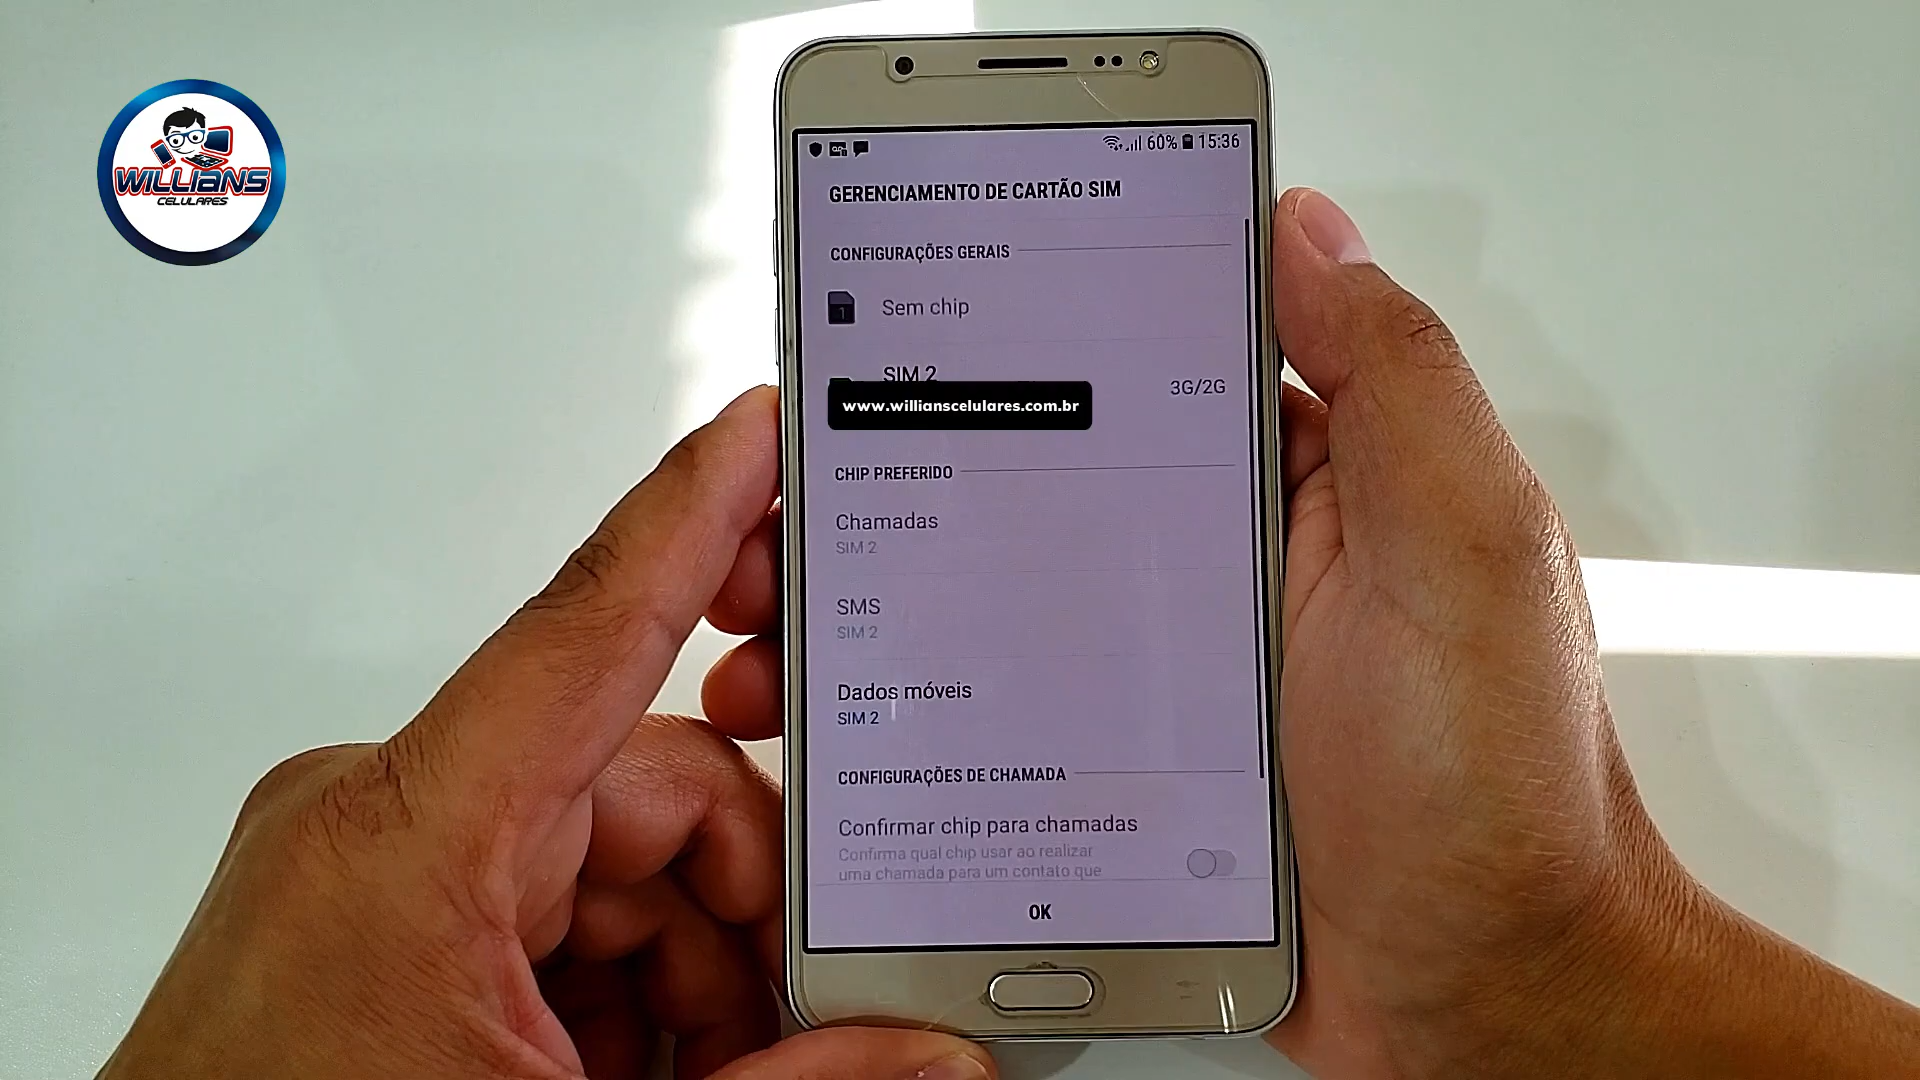 WILLIANS
CELULARES
60% 15:36
GERENCIAMENTO DE CARTÃO SIM
CONFIGURAÇÕES GERAIS
1
Sem chip
SIM 2
3G/2G
www.willianscelulares.com.br
CHIP PREFERIDO
Chamadas
SIM 2
SMS
SIM 2
Dados móveis
SIM 2
CONFIGURAÇÕES DE CHAMADA
Confirmar chip para chamadas
Confirma qual chip usar ao realizar
uma chamada para um contato que
OK